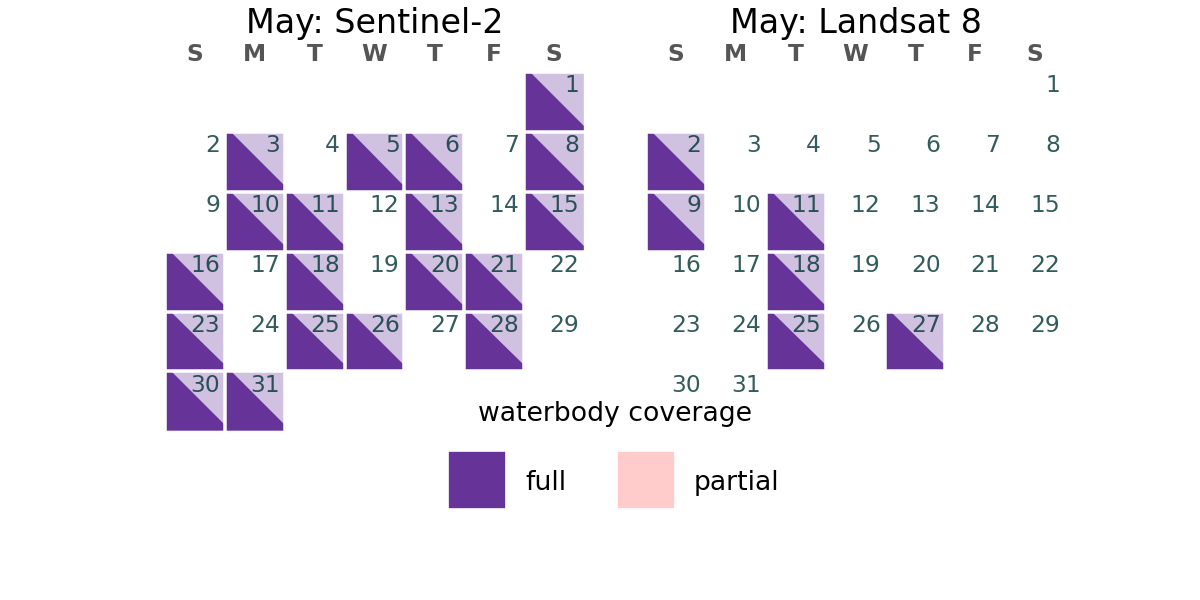 May: Sentinel-2
S M T W T F S
1
2 3 4 5 6 7 8
9 10 11 12 13 14 15
16 17 18 19 20 21 22
23 24 25 26 27 28 29
30 31
May: Landsat 8
S M T W T F S
1
2 3 4 5 6 7 8
9 10 11 12 13 14 15
16 17 18 19 20 21 22
23 24 25 26 27 28 29
30 31
waterbody coverage
full partial